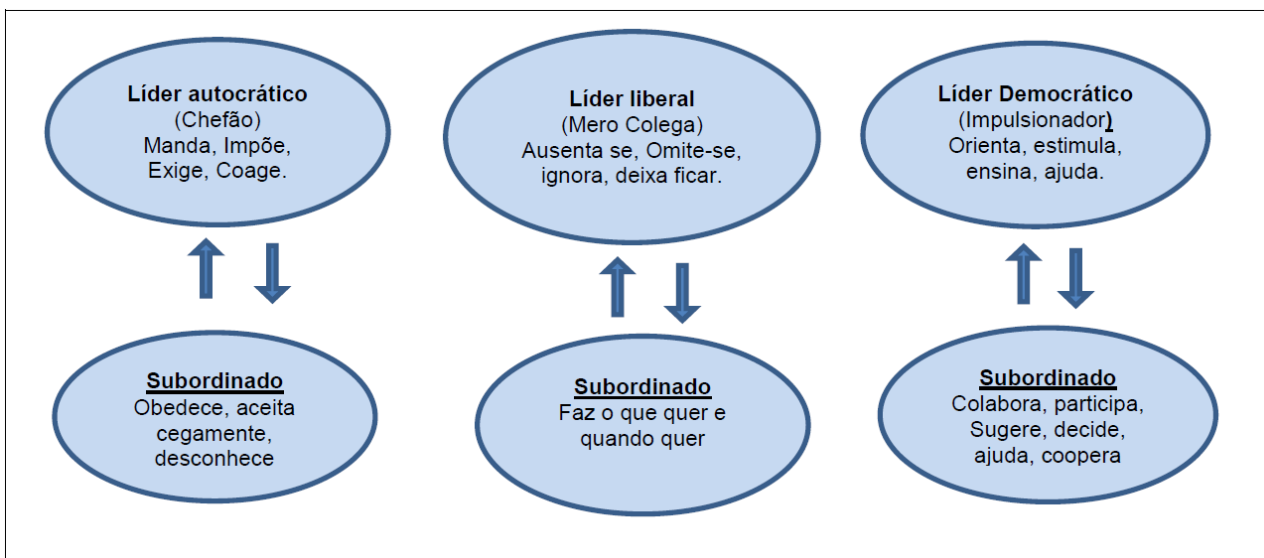 Líder autocrático
(Chefão)
Manda, Impõe,
Exige, Coage.
Líder liberal
(Mero Colega)
Ausenta se, Omite-se,
ignora, deixa ficar.
Líder Democrático
(Impulsionador)
Orienta, estimula,
ensina, ajuda.
Subordinado
Obedece, aceita
cegamente,
desconhece
Subordinado
Faz o que quer e
quando quer
Subordinado
Colabora, participa,
Sugere, decide,
ajuda, coopera